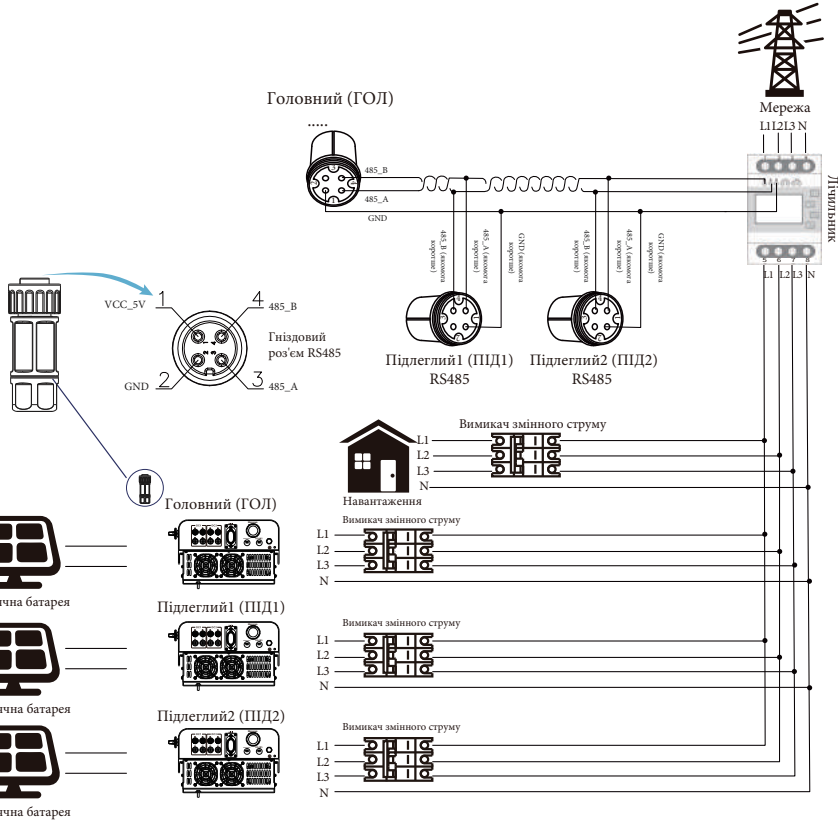 Мережа
L1L2L3 N
Головний (ГОЛ)
.....
485_B
485_A
GND
Лічильник
5 6 7 8
L1 L2 L3 N
485_B (якомога
коротше)
485_A (якомога
коротше)
GND (якомога
коротше)
485_B (якомога
коротше)
485_A (якомога
коротше)
GND (якомога
коротше)
VCC_5V 1
4 485_B
GND 2
3 485_A
Гніздовий
роз'єм RS485
Підлеглий1 (ПІД1)
RS485
Підлеглий2 (ПІД2)
RS485
Вимикач змінного струму
L1
L2
L3
N
Навантаження
Головний (ГОЛ)
Вимикач змінного струму
L1
L2
L3
N
батарея
Підлеглий1 (ПІД1)
Вимикач змінного струму
L1
L2
L3
N
батарея
Підлеглий2 (ПІД2)
Вимикач змінного струму
L1
L2
L3
N
батарея